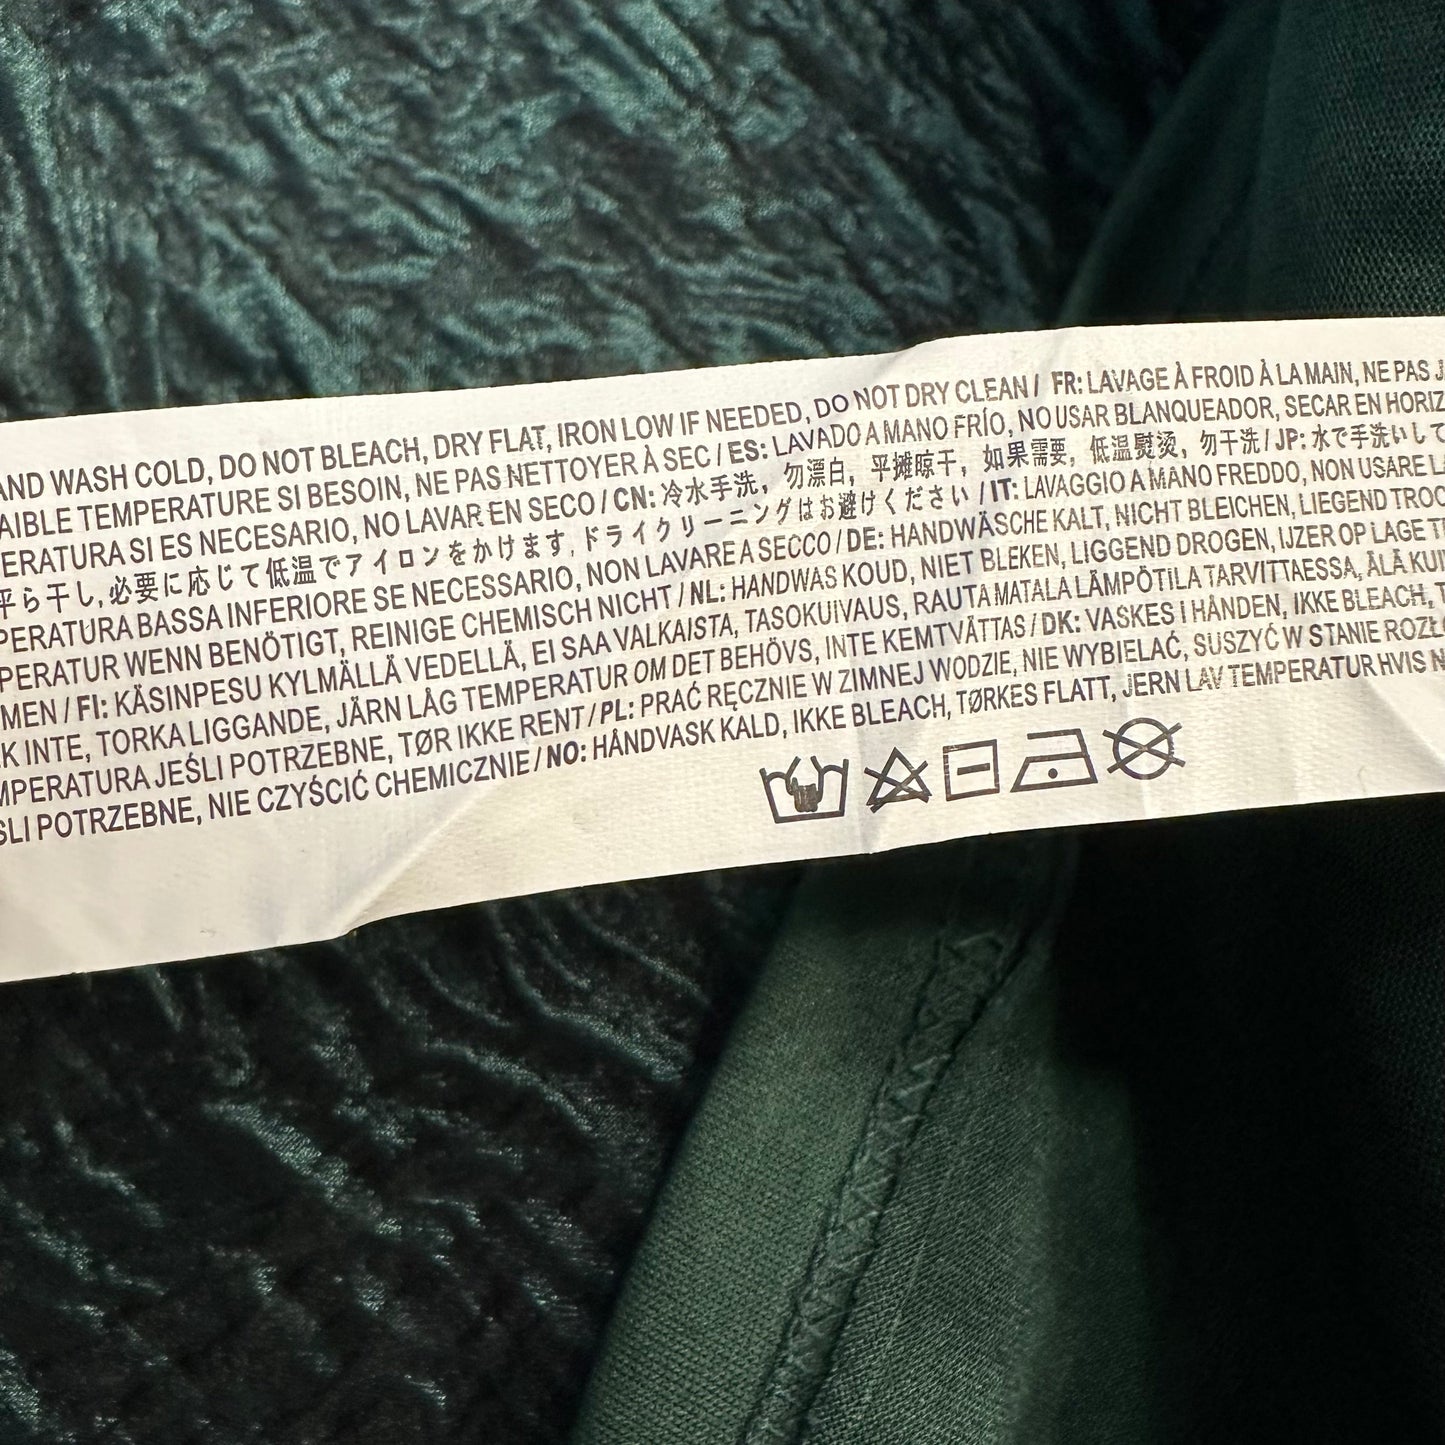 AND WASH COLD, DO NOT BLEACH, DRY FLAT, IRON LOW IF NEEDED, DO NOT DRY CLEAN / FR: LAVAGE À FROID À LA MAIN, NE PAS J
AIBLE TEMPERATURE SI BESOIN, NE PAS NETTOYER À SEC / ES: LAVADO A MANO FRÍO, NO USAR BLANQUEADOR, SECAR EN HORIZ
ERATURA SI ES NECESARIO, NO LAVAR EN SECO / CN: 冷水手洗，勿漂白，平摊晾干，如果需要，低温熨烫，勿干洗 / JP: 水で手洗いして
平ら干し,必要に応じて低温でアイロンをかけます,ドライクリーニングはお避けください / IT: LAVAGGIO A MANO FREDDO, NON USARE LA
PERATURA BASSA INFERIORE SE NECESSARIO, NON LAVARE A SECCO / DE: HANDWÄSCHE KALT, NICHT BLEICHEN, LIEGEND TROC
PERATUR WENN BENÖTIGT, REINIGE CHEMISCH NICHT / NL: HANDWAS KOUD, NIET BLEKEN, LIGGEND DROGEN, IJZER OP LAGE TE
MEN / FI: KÄSINPESU KYLMÄLLÄ VEDELLÄ, EI SAA VALKAISTA, TASOKUIVAUS, RAUTA MATALA LÄMPÖTILA TARVITTAESSA, ÄLÄ KUI
K INTE, TORKA LIGGANDE, JÄRN LÅG TEMPERATUR OM DET BEHÖVS, INTE KEMTVÄTTAS / DK: VASKES I HÅNDEN, IKKE BLEACH, T
MPERATURA JEŚLI POTRZEBNE, TØR IKKE RENT / PL: PRAĆ RĘCZNIE W ZIMNEJ WODZIE, NIE WYBIELAĆ, SUSZYĆ W STANIE ROZŁO
ŚLI POTRZEBNE, NIE CZYŚCIĆ CHEMICZNIE / NO: HÅNDVASK KALD, IKKE BLEACH, TØRKES FLATT, JERN LAV TEMPERATUR HVIS N